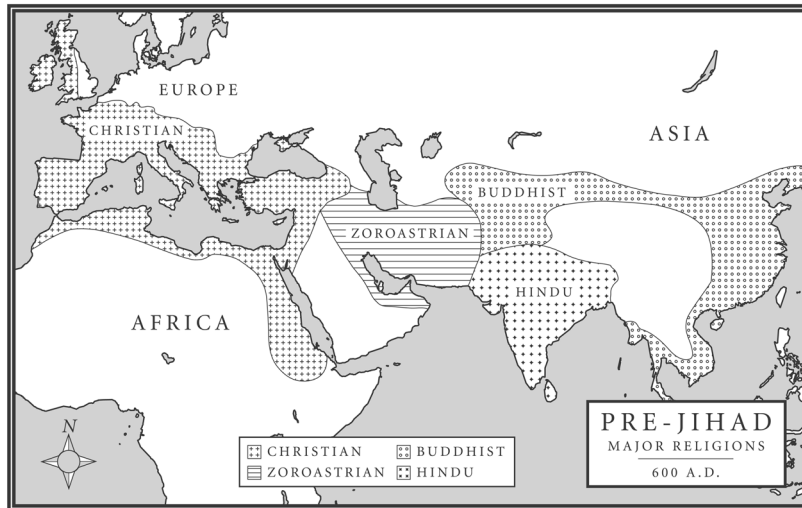 EUROPE
CHRISTIAN
ASIA
BUDDHIST
ZOROASTRIAN
HINDU
AFRICA
N
CHRISTIAN
BUDDHIST
ZOROASTRIAN
HINDU
PRE-JIHAD
MAJOR RELIGIONS
600 A.D.